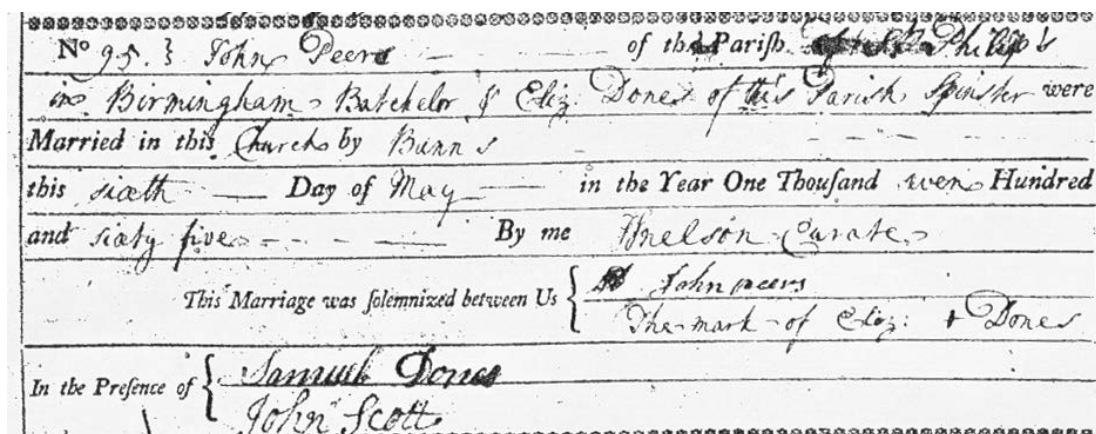 No 95. } John Peers of the Parish of St. Philip's
in Birmingham Batchelor & Eliz. Dones of this Parish Spinster were
Married in this Church by Banns
this sixth Day of May in the Year One Thousand seven Hundred
and sixty five By me Wnelson Curate
This Marriage was solemnized between Us { John peers
The mark of Eliz: + Dones
In the Presence of { Samuel Dones
John Scott